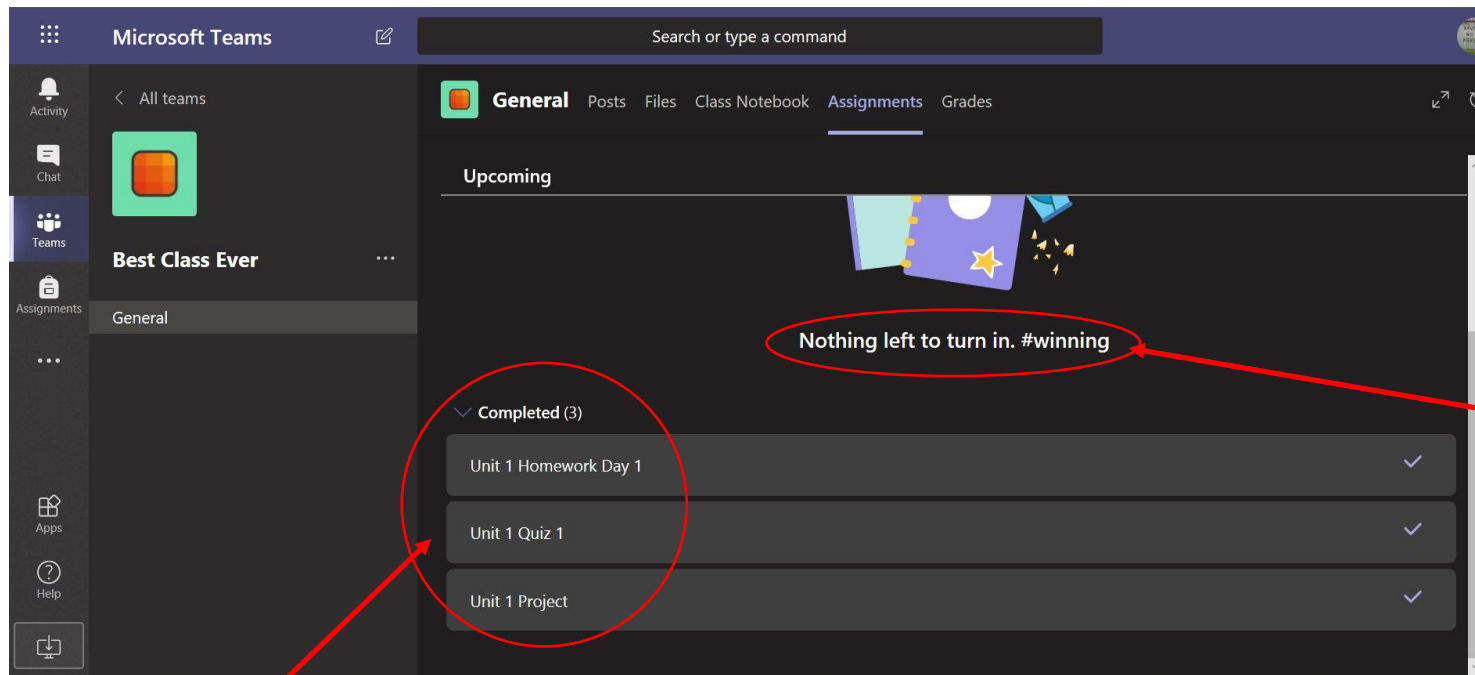 Microsoft Teams
Search or type a command
Activity
Chat
Teams
Assignments
Apps
Help
All teams
Best Class Ever
General
General Posts Files Class Notebook Assignments Grades
Upcoming
Nothing left to turn in. #winning
Completed (3)
Unit 1 Homework Day 1
Unit 1 Quiz 1
Unit 1 Project